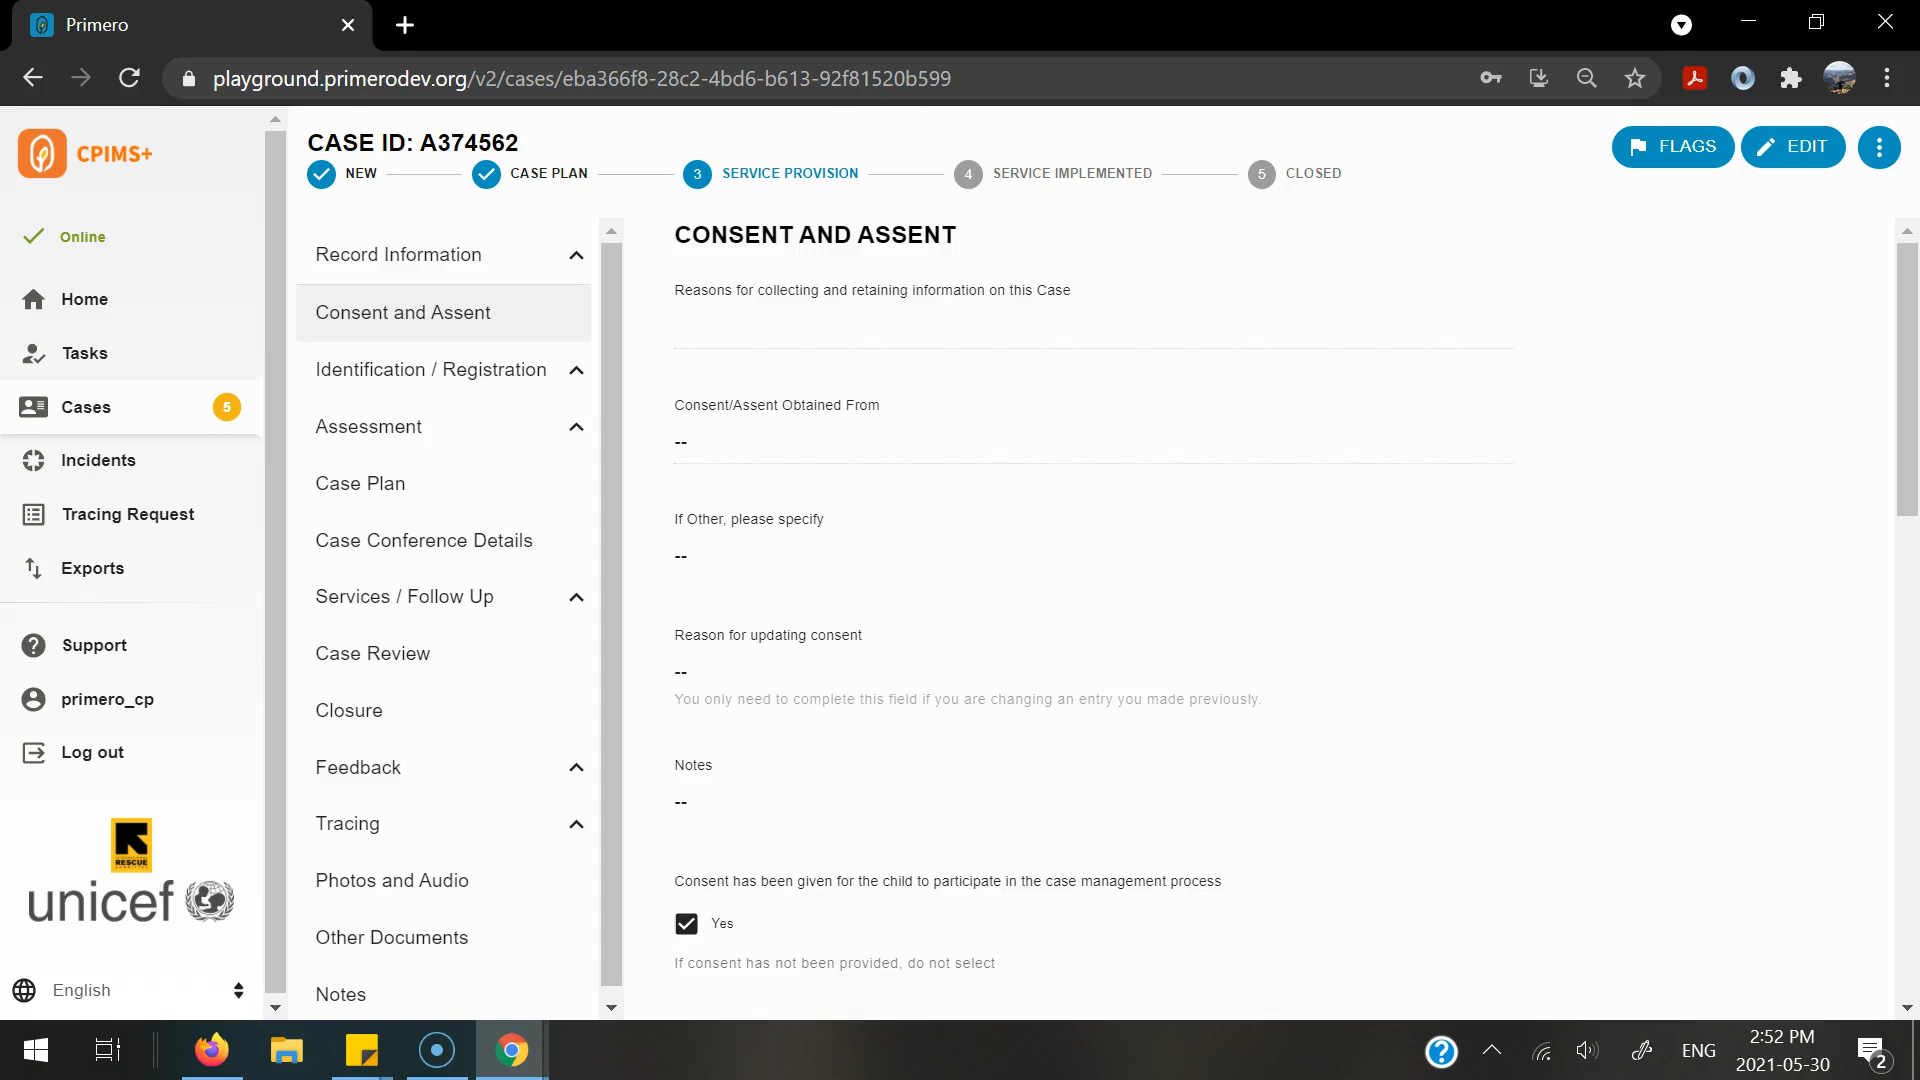 Primero
playground.primerodev.org/v2/cases/eba366f8-28c2-4bd6-b613-92f81520b599
CPIMS+
Online
Home
Tasks
Cases
5
Incidents
Tracing Request
Exports
Support
primero_cp
Log out
RESCUE
unicef
English
CASE ID: A374562
NEW
CASE PLAN
3 SERVICE PROVISION
4 SERVICE IMPLEMENTED
5 CLOSED
FLAGS
EDIT
Record Information
Consent and Assent
Identification / Registration
Assessment
Case Plan
Case Conference Details
Services / Follow Up
Case Review
Closure
Feedback
Tracing
Photos and Audio
Other Documents
Notes
CONSENT AND ASSENT
Reasons for collecting and retaining information on this Case
Consent/Assent Obtained From
--
If Other, please specify
--
Reason for updating consent
--
You only need to complete this field if you are changing an entry you made previously.
Notes
--
Consent has been given for the child to participate in the case management process
Yes
If consent has not been provided, do not select
ENG
2:52 PM
2021-05-30
2